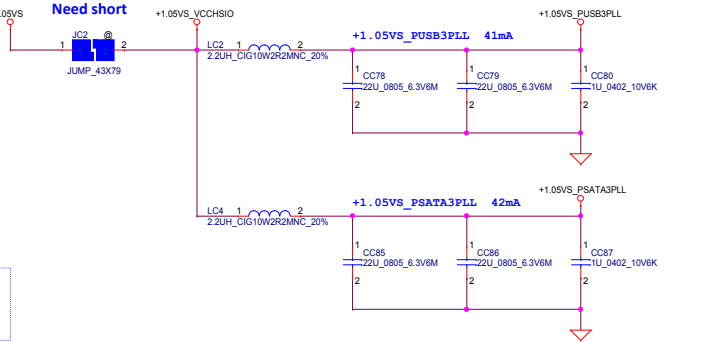 Need short
.05VS
+1.05VS_VCCHSIO
+1.05VS_PUSB3PLL
JC2 @
1 1 2 2
JUMP_43X79
LC2 1 2
2.2UH_CIG10W2R2MNC_20%
+1.05VS_PUSB3PLL 41mA
1 1 1
CC78
22U_0805_6.3V6M
CC79
22U_0805_6.3V6M
CC80
1U_0402_10V6K
2 2 2
+1.05VS_PSATA3PLL
LC4 1 2
2.2UH_CIG10W2R2MNC_20%
+1.05VS_PSATA3PLL 42mA
1 1 1
CC85
22U_0805_6.3V6M
CC86
22U_0805_6.3V6M
CC87
1U_0402_10V6K
2 2 2